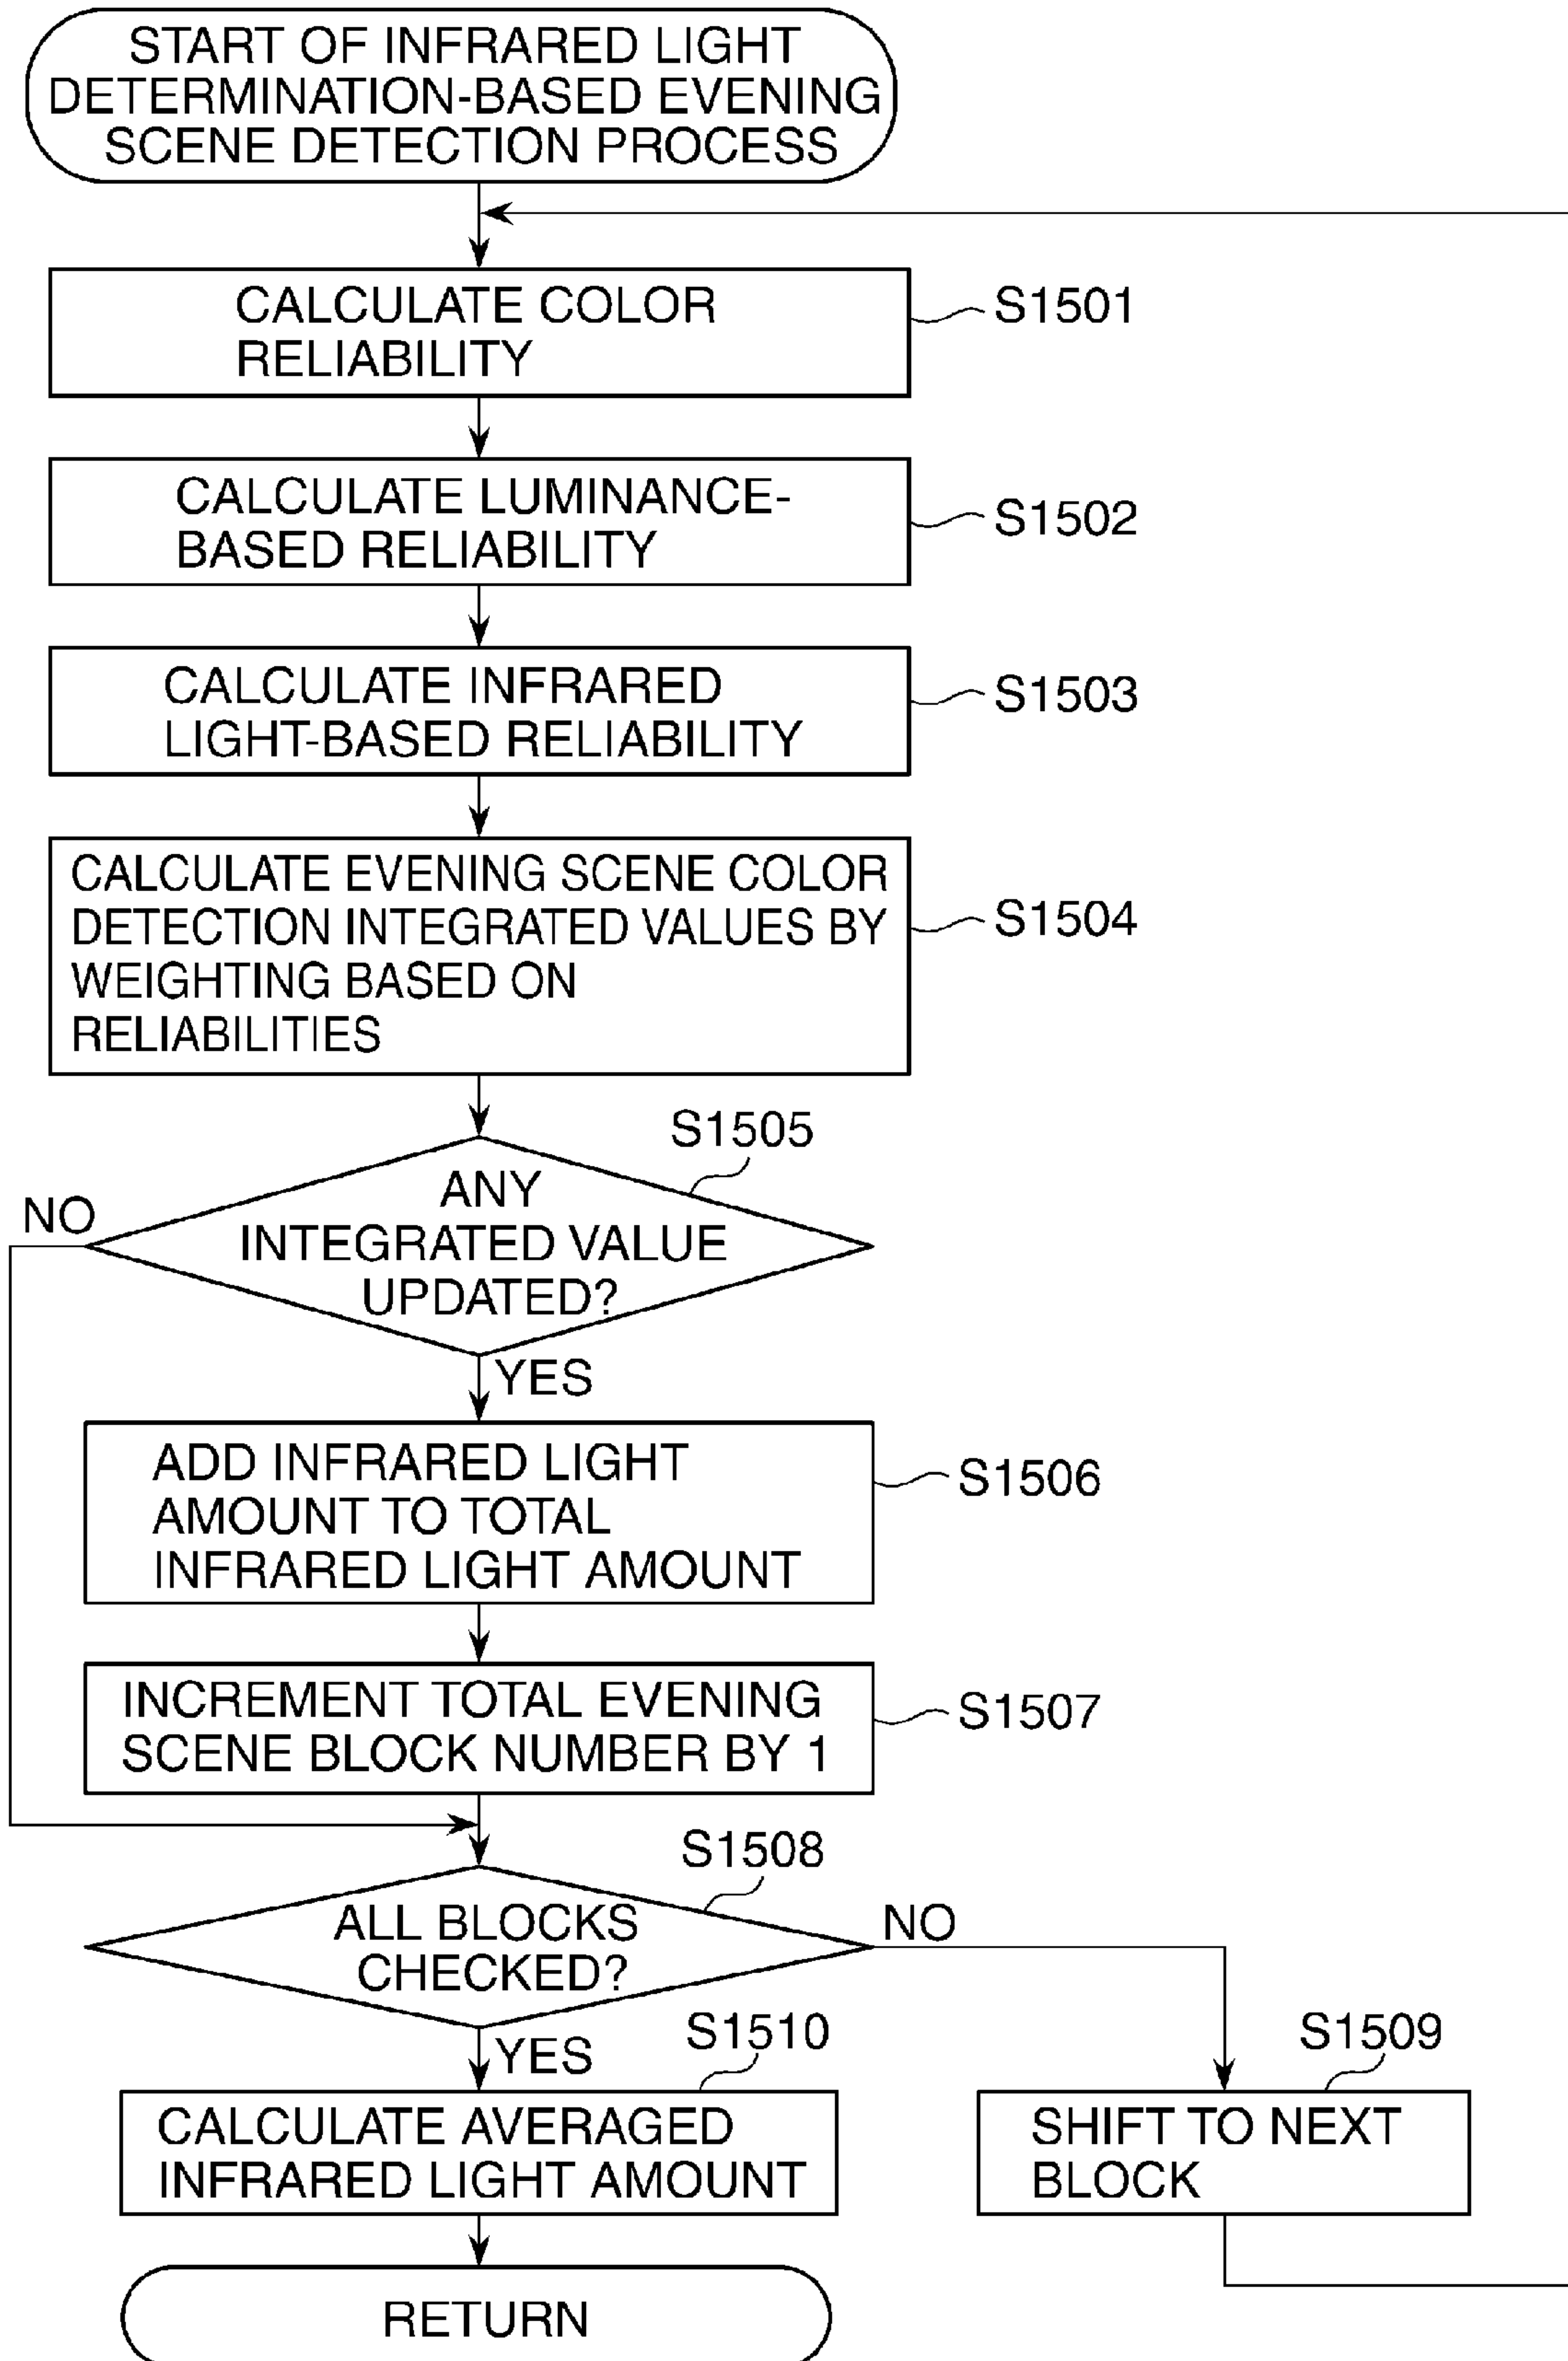 START OF INFRARED LIGHT
DETERMINATION-BASED EVENING
SCENE DETECTION PROCESS
CALCULATE COLOR
RELIABILITY
S1501
CALCULATE LUMINANCE-
BASED RELIABILITY
S1502
CALCULATE INFRARED
LIGHT-BASED RELIABILITY
S1503
CALCULATE EVENING SCENE COLOR
DETECTION INTEGRATED VALUES BY
WEIGHTING BASED ON
RELIABILITIES
S1504
S1505
ANY
INTEGRATED VALUE
UPDATED?
NO
YES
ADD INFRARED LIGHT
AMOUNT TO TOTAL
INFRARED LIGHT AMOUNT
S1506
INCREMENT TOTAL EVENING
SCENE BLOCK NUMBER BY 1
S1507
S1508
ALL BLOCKS
CHECKED?
NO
YES
S1510
CALCULATE AVERAGED
INFRARED LIGHT AMOUNT
S1509
SHIFT TO NEXT
BLOCK
RETURN